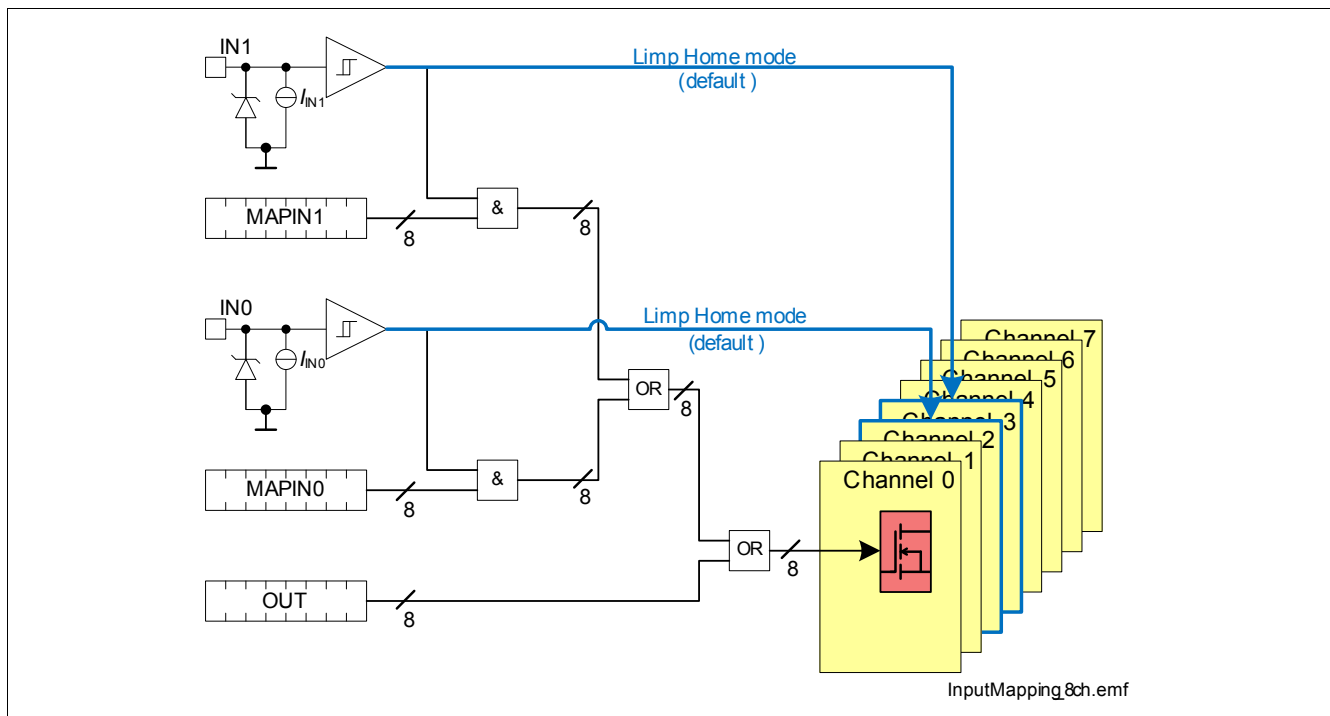 IN1
Limp Home mode
(default )
IIN1
MAPIN1
8
&
8
IN0
Limp Home mode
(default )
IIN0
Channel 7
Channel 6
Channel 5
Channel 4
Channel 3
Channel 2
Channel 1
Channel 0
OR
8
MAPIN0
8
&
8
OR
8
OUT
8
InputMapping_8ch.emf